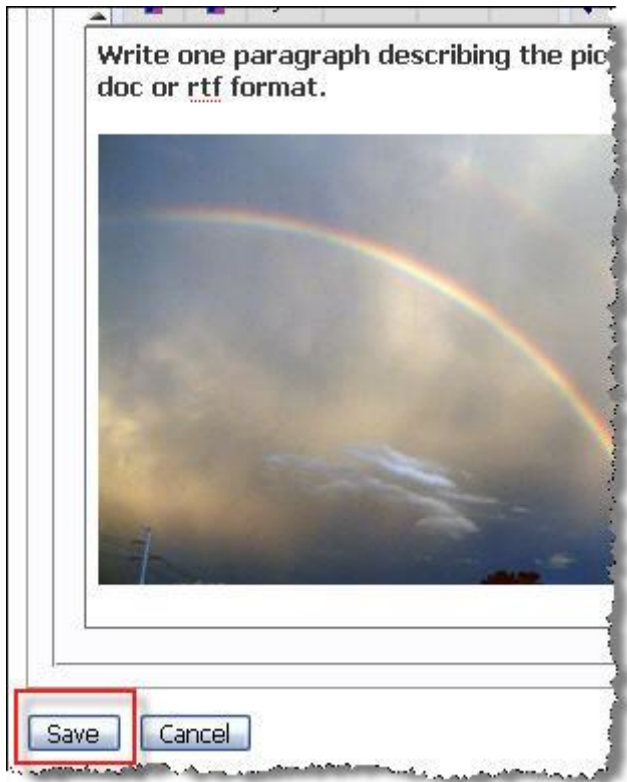 Write one paragraph describing the pic
doc or rtf format.
Save Cancel